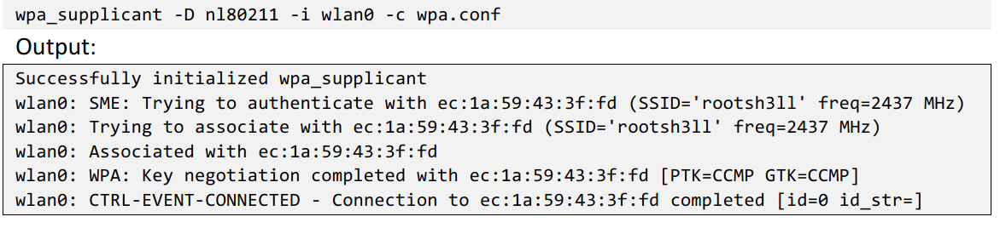 wpa_supplicant -D nl80211 -i wlan0 -c wpa.conf
Output:
Successfully initialized wpa_supplicant
wlan0: SME: Trying to authenticate with ec:1a:59:43:3f:fd (SSID='rootsh3ll' freq=2437 MHz)
wlan0: Trying to associate with ec:1a:59:43:3f:fd (SSID='rootsh3ll' freq=2437 MHz)
wlan0: Associated with ec:1a:59:43:3f:fd
wlan0: WPA: Key negotiation completed with ec:1a:59:43:3f:fd [PTK=CCMP GTK=CCMP]
wlan0: CTRL-EVENT-CONNECTED - Connection to ec:1a:59:43:3f:fd completed [id=0 id_str=]